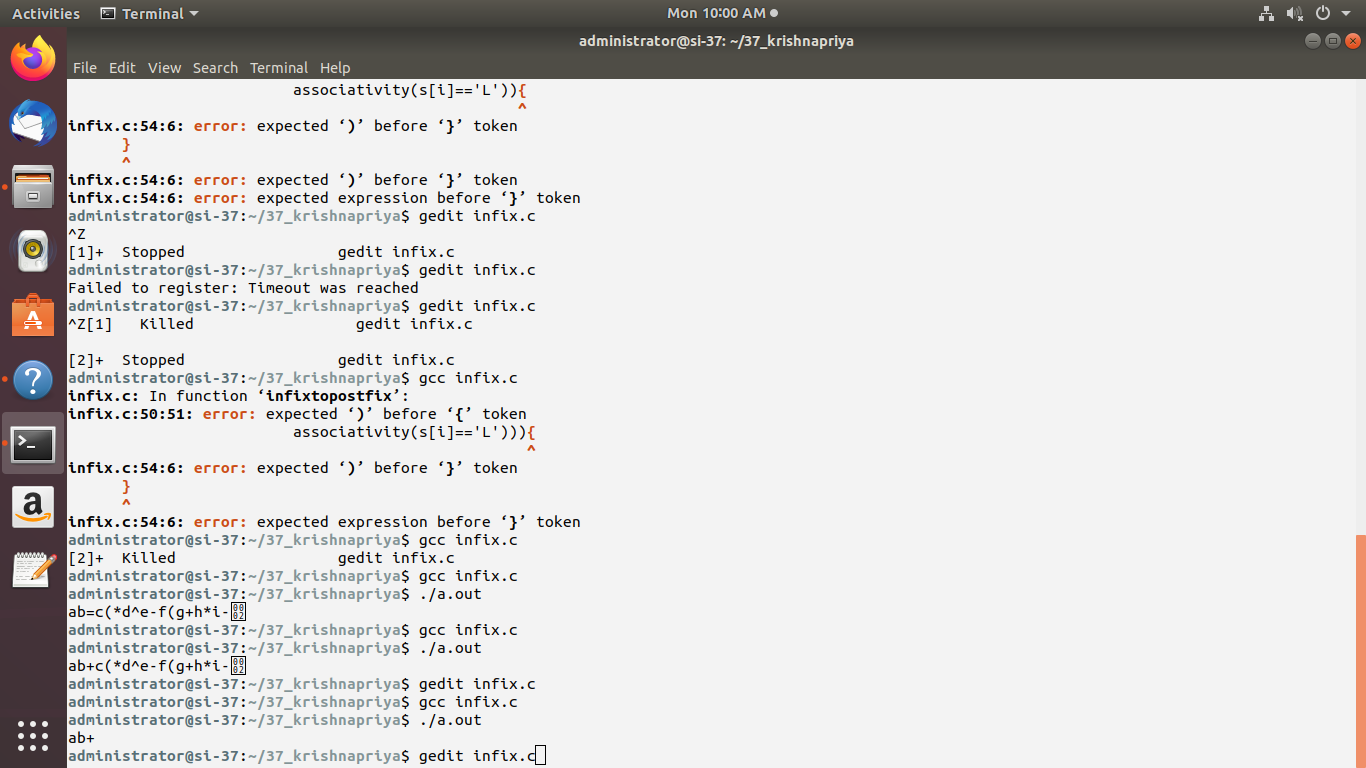 Activities Terminal Mon 10:00 AM
administrator@si-37: ~/37_krishnapriya
File Edit View Search Terminal Help
associativity(s[i]=='L')){
^
infix.c:54:6: error: expected ‘)’ before ‘}’ token
}
^
infix.c:54:6: error: expected ‘)’ before ‘}’ token
infix.c:54:6: error: expected expression before ‘}’ token
administrator@si-37:~/37_krishnapriya$ gedit infix.c
^Z
[1]+  Stopped                 gedit infix.c
administrator@si-37:~/37_krishnapriya$ gedit infix.c
Failed to register: Timeout was reached
administrator@si-37:~/37_krishnapriya$ gedit infix.c
^Z[1]   Killed                  gedit infix.c
[2]+  Stopped                 gedit infix.c
administrator@si-37:~/37_krishnapriya$ gcc infix.c
infix.c: In function ‘infixtopostfix’:
infix.c:50:51: error: expected ‘)’ before ‘{’ token
associativity(s[i]=='L'))){
^
infix.c:54:6: error: expected ‘)’ before ‘}’ token
}
^
infix.c:54:6: error: expected expression before ‘}’ token
administrator@si-37:~/37_krishnapriya$ gcc infix.c
[2]+  Killed                  gedit infix.c
administrator@si-37:~/37_krishnapriya$ gcc infix.c
administrator@si-37:~/37_krishnapriya$ ./a.out
ab=c(*d^e-f(g+h*i-
administrator@si-37:~/37_krishnapriya$ gcc infix.c
administrator@si-37:~/37_krishnapriya$ ./a.out
ab+c(*d^e-f(g+h*i-
administrator@si-37:~/37_krishnapriya$ gedit infix.c
administrator@si-37:~/37_krishnapriya$ gcc infix.c
administrator@si-37:~/37_krishnapriya$ ./a.out
ab+
administrator@si-37:~/37_krishnapriya$ gedit infix.c